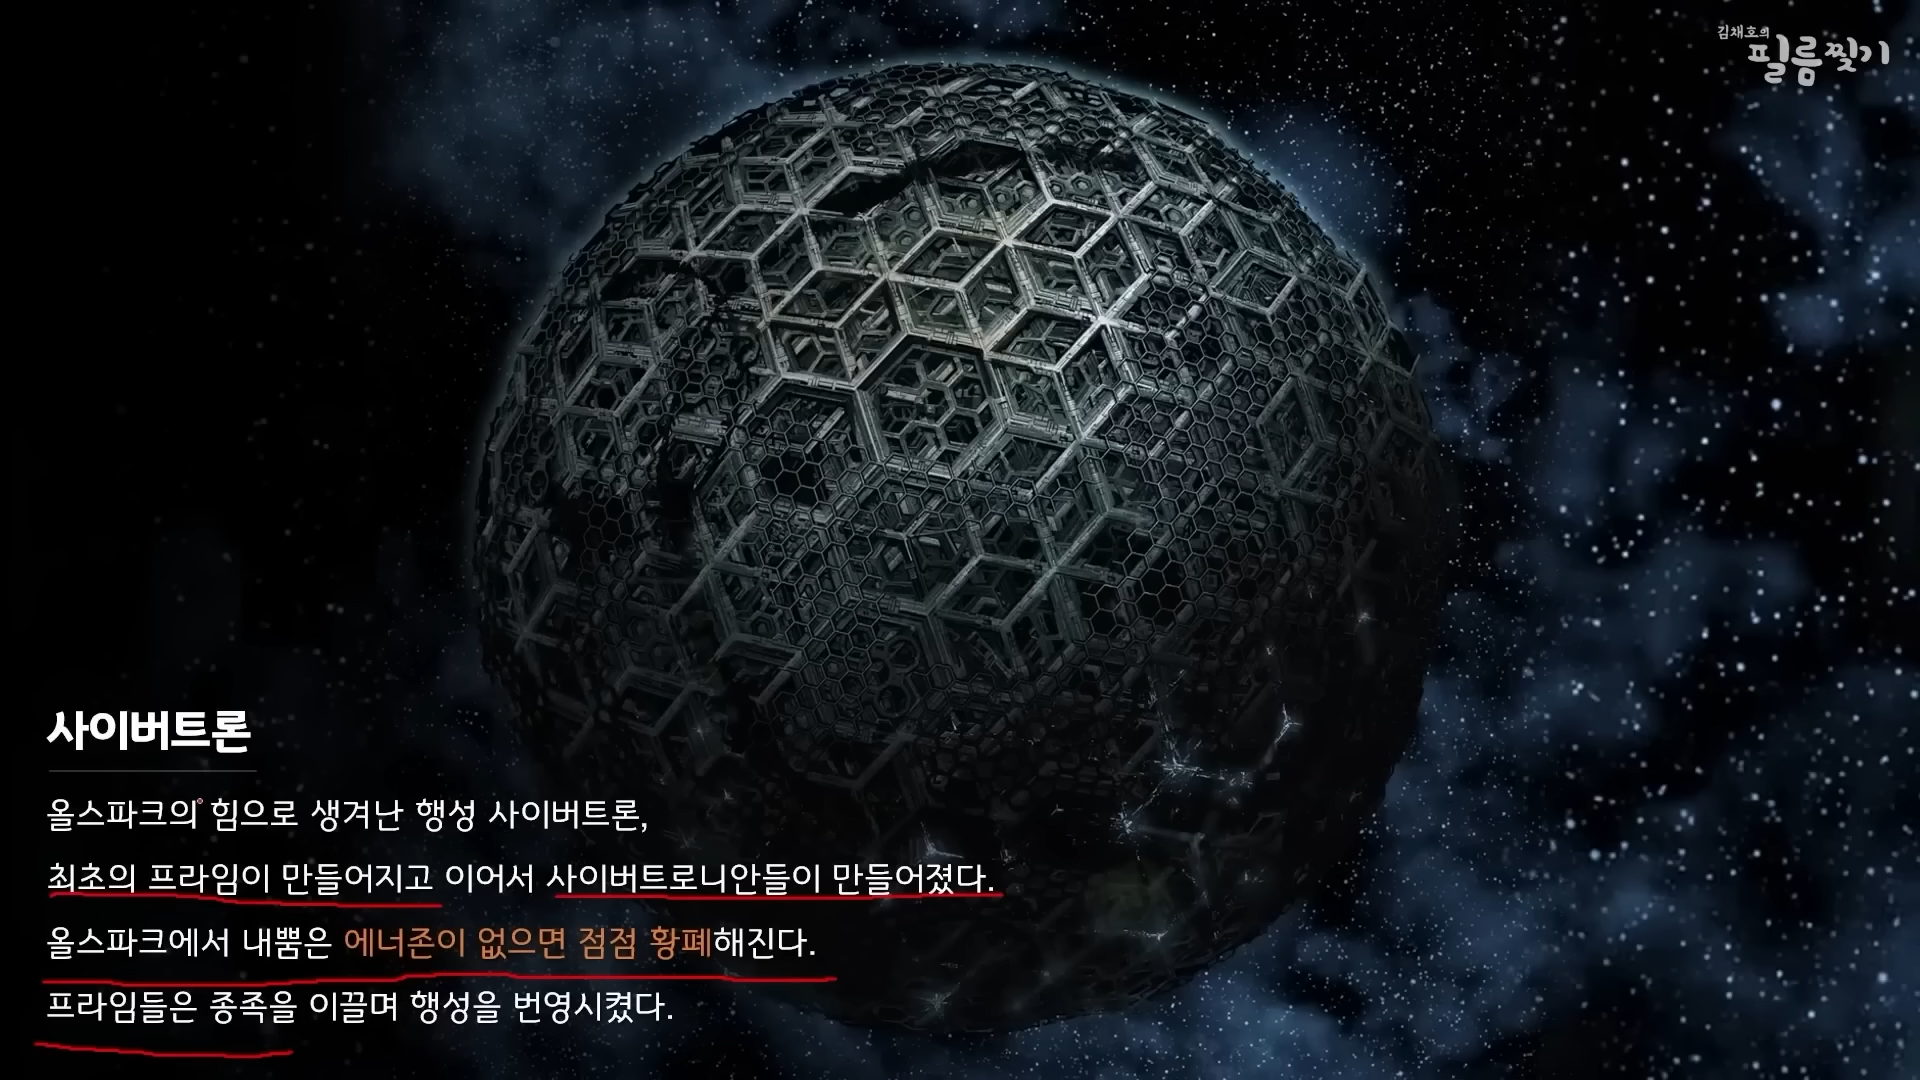 김채호의
필름찢기
사이버트론
올스파크의 힘으로 생겨난 행성 사이버트론,
최초의 프라임이 만들어지고 이어서 사이버트로니안들이 만들어졌다.
올스파크에서 내뿜은 에너존이 없으면 점점 황폐해진다.
프라임들은 종족을 이끌며 행성을 번영시켰다.